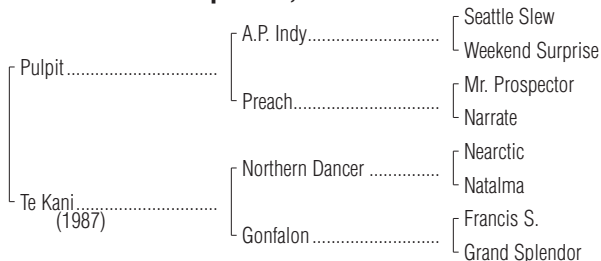 Seattle Slew
A.P. Indy
Weekend Surprise
Pulpit
Mr. Prospector
Preach
Narrate
Nearctic
Northern Dancer
Natalma
Te Kani
(1987)
Francis S.
Gonfalon
Grand Splendor